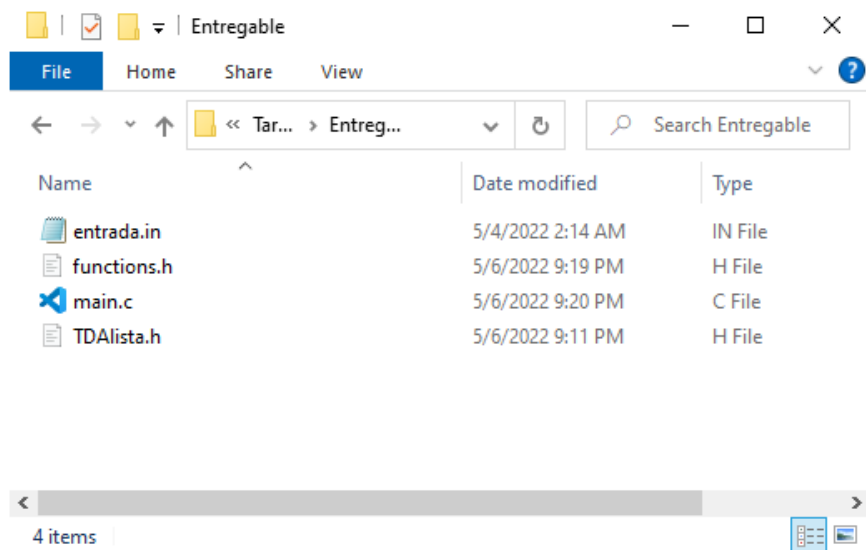 Entregable
File Home Share View
« Tar... > Entreg... Search Entregable
Name Date modified Type
entrada.in 5/4/2022 2:14 AM IN File
functions.h 5/6/2022 9:19 PM H File
main.c 5/6/2022 9:20 PM C File
TDAlista.h 5/6/2022 9:11 PM H File
4 items